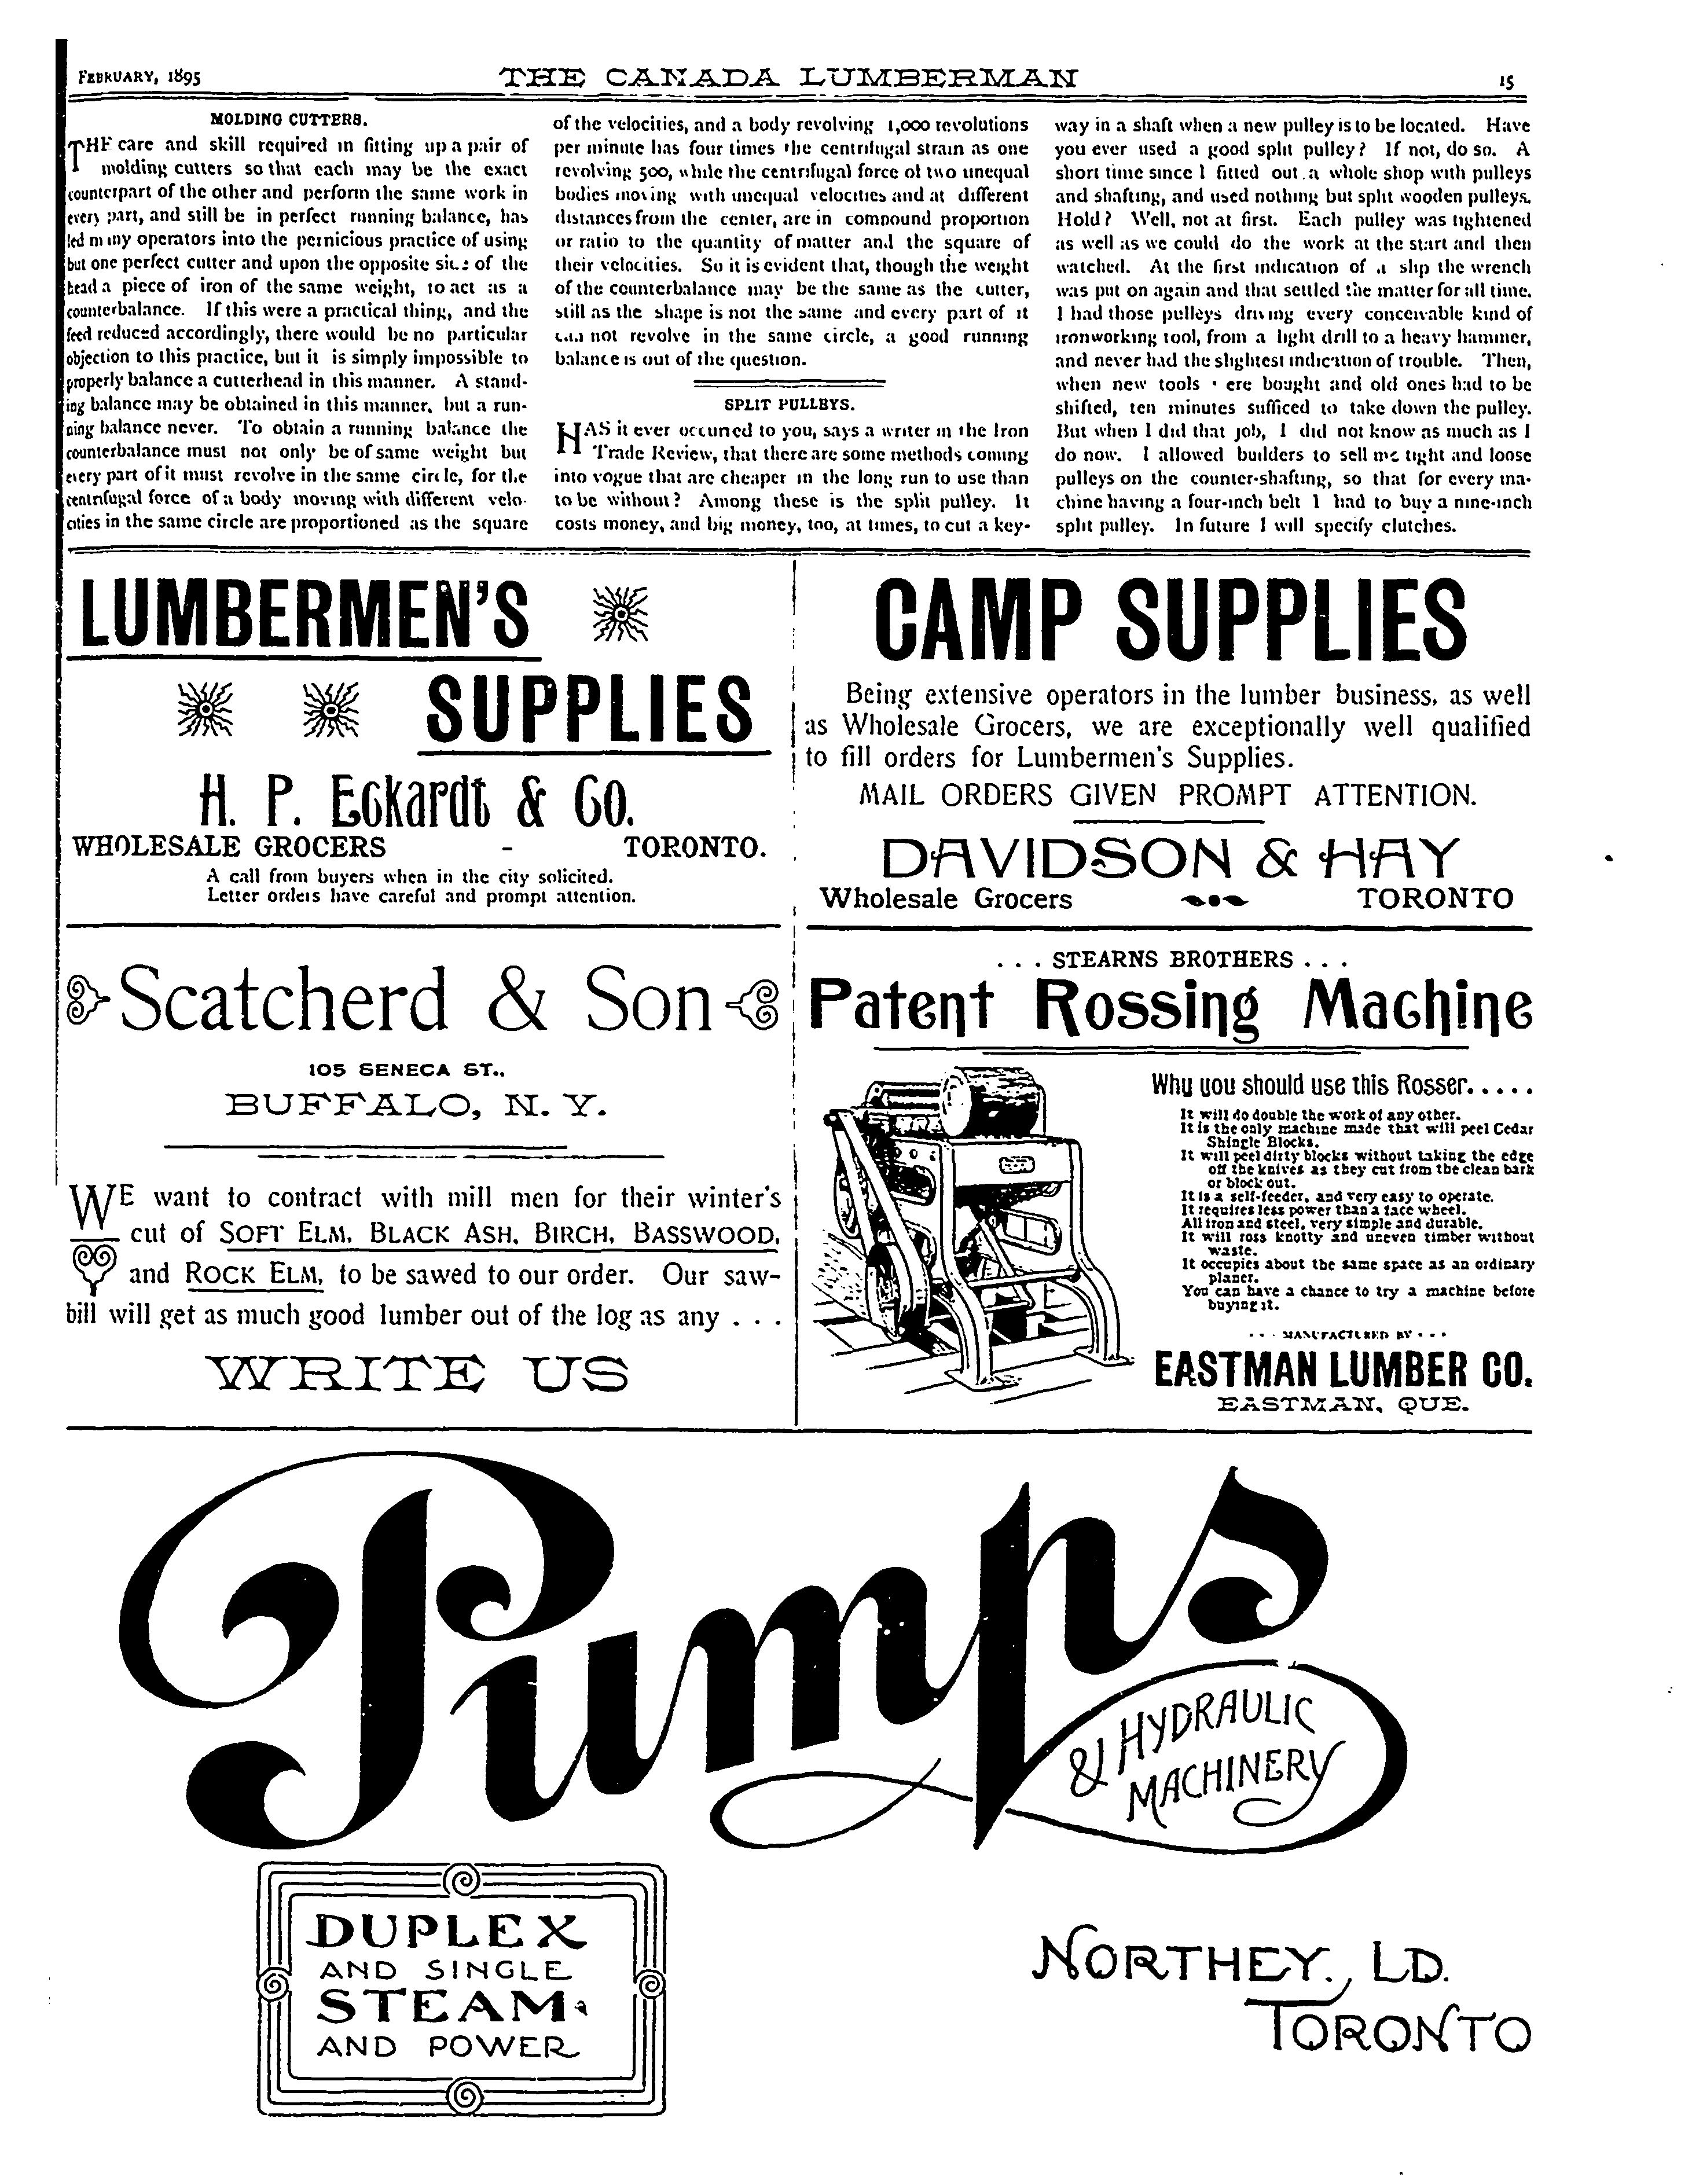 FEBRUARY, 1895
THE CANADA LUMBERMAN
15
MOLDING CUTTERS.
THE care and skill required in fitting up a pair of
molding cutters so that each may be the exact
counterpart of the other and perform the same work in
every part, and still be in perfect running balance, has
led many operators into the pernicious practice of using
but one perfect cutter and upon the opposite side of the
head a piece of iron of the same weight, to act as a
counterbalance. If this were a practical thing, and the
feed reduced accordingly, there would be no particular
objection to this practice, but it is simply impossible to
properly balance a cutterhead in this manner. A stand-
ing balance may be obtained in this manner, but a run-
ning balance never. To obtain a running balance the
counterbalance must not only be of same weight but
every part of it must revolve in the same circle, for the
centrifugal force of a body moving with different velo-
cities in the same circle are proportioned as the square
of the velocities, and a body revolving 1,000 revolutions
per minute has four times the centrifugal strain as one
revolving 500, while the centrifugal force of two unequal
bodies moving with unequal velocities and at different
distances from the center, are in compound proportion
or ratio to the quantity of matter and the square of
their velocities. So it is evident that, though the weight
of the counterbalance may be the same as the cutter,
still as the shape is not the same and every part of it
can not revolve in the same circle, a good running
balance is out of the question.
SPLIT PULLEYS.
HAS it ever occurred to you, says a writer in the Iron
Trade Review, that there are some methods coming
into vogue that are cheaper in the long run to use than
to be without? Among these is the split pulley. It
costs money, and big money, too, at times, to cut a key-
way in a shaft when a new pulley is to be located. Have
you ever used a good split pulley? If not, do so. A
short time since I fitted out a whole shop with pulleys
and shafting, and used nothing but split wooden pulleys.
Hold? Well, not at first. Each pulley was tightened
as well as we could do the work at the start and then
watched. At the first indication of a slip the wrench
was put on again and that settled the matter for all time.
I had those pulleys driving every conceivable kind of
ironworking tool, from a light drill to a heavy hammer,
and never had the slightest indication of trouble. Then,
when new tools were bought and old ones had to be
shifted, ten minutes sufficed to take down the pulley.
But when I did that job, I did not know as much as I
do now. I allowed builders to sell me tight and loose
pulleys on the counter-shafting, so that for every ma-
chine having a four-inch belt I had to buy a nine-inch
split pulley. In future I will specify clutches.
LUMBERMEN'S
SUPPLIES
H. P. Eckardt & Co.
WHOLESALE GROCERS - TORONTO.
A call from buyers when in the city solicited.
Letter orders have careful and prompt attention.
CAMP SUPPLIES
Being extensive operators in the lumber business, as well
as Wholesale Grocers, we are exceptionally well qualified
to fill orders for Lumbermen's Supplies.
MAIL ORDERS GIVEN PROMPT ATTENTION.
DAVIDSON & HAY
Wholesale Grocers TORONTO
Scatcherd & Son
105 SENECA ST.,
BUFFALO, N. Y.
WE want to contract with mill men for their winter's
cut of SOFT ELM, BLACK ASH, BIRCH, BASSWOOD,
and ROCK ELM, to be sawed to our order. Our saw-
bill will get as much good lumber out of the log as any . . .
WRITE US
. . . STEARNS BROTHERS . . .
Patent Rossing Machine
Why you should use this Rosser. . . . .
It will do double the work of any other.
It is the only machine made that will peel Cedar
Shingle Blocks.
It will peel dirty blocks without taking the edge
off the knives as they cut from the clean bark
or block out.
It is a self-feeder, and very easy to operate.
It requires less power than a face wheel.
All iron and steel, very simple and durable.
It will ross knotty and uneven timber without
waste.
It occupies about the same space as an ordinary
planer.
You can have a chance to try a machine before
buying it.
. . . MANUFACTURED BY . . .
EASTMAN LUMBER CO.
EASTMAN, QUE.
Pumps
& HYDRAULIC
MACHINERY
DUPLEX
AND SINGLE
STEAM
AND POWER
NORTHEY, LD.
TORONTO